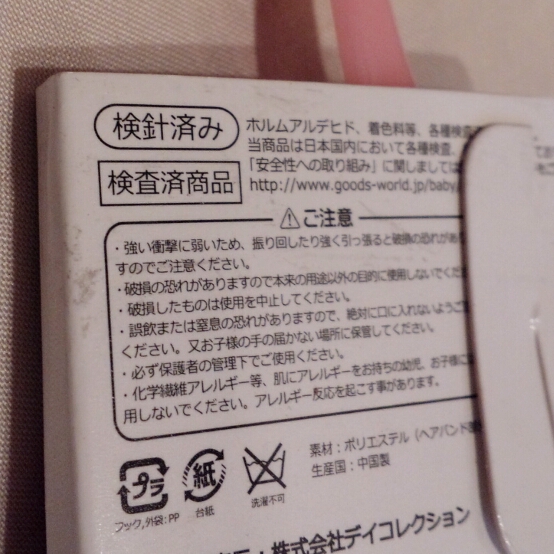 検針済み
ホルムアルデヒド、着色料等、各種検査
当商品は日本国内において各種検査、
検査済商品
「安全性への取り組み」に関しましては
http://www.goods-world.jp/baby/
ご注意
・強い衝撃に弱いため、振り回したり強く引っ張ると破損の恐れがあ
すのでご注意ください。
・破損の恐れがありますので本来の用途以外の目的に使用しないでくだ
・破損したものは使用を中止してください。
・誤飲または窒息の恐れがありますので、絶対に口に入れないようご
ください。又お子様の手の届かない場所に保管してください。
・必ず保護者の管理下でご使用ください。
・化学繊維アレルギー等、肌にアレルギーをお持ちの幼児、お子様に
用しないでください。アレルギー反応を起こす事があります。
プラ
フック,外袋:PP
紙
台紙
洗濯不可
素材:ポリエステル(ヘアバンド
生産国:中国製
株式会社デイコレクション